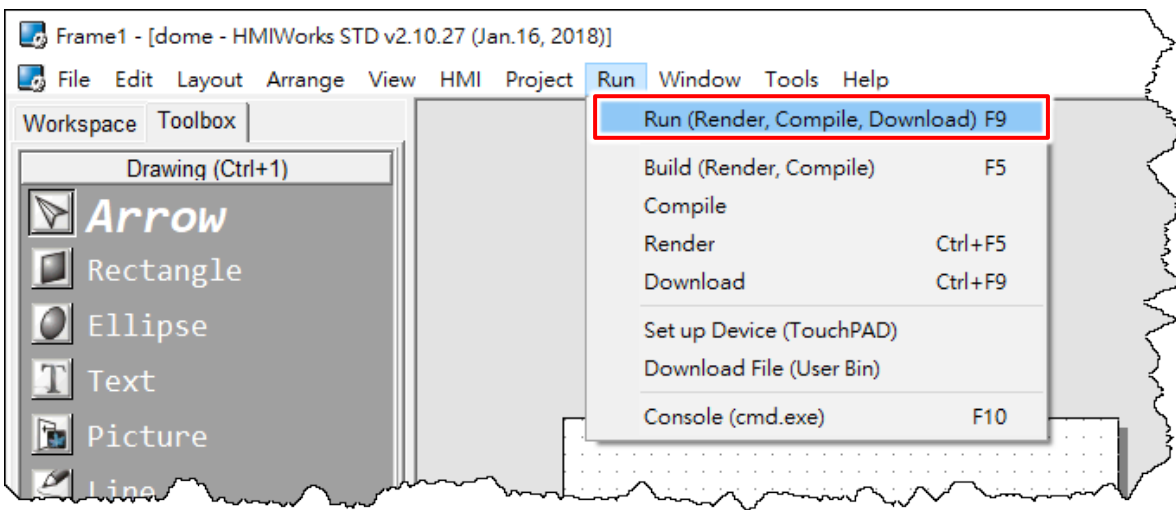 Frame1 - [dome - HMIWorks STD v2.10.27 (Jan.16, 2018)]
File Edit Layout Arrange View HMI Project Run Window Tools Help
Workspace Toolbox
Drawing (Ctrl+1)
Arrow
Rectangle
Ellipse
Text
Picture
Line
Run (Render, Compile, Download) F9
Build (Render, Compile) F5
Compile
Render Ctrl+F5
Download Ctrl+F9
Set up Device (TouchPAD)
Download File (User Bin)
Console (cmd.exe) F10